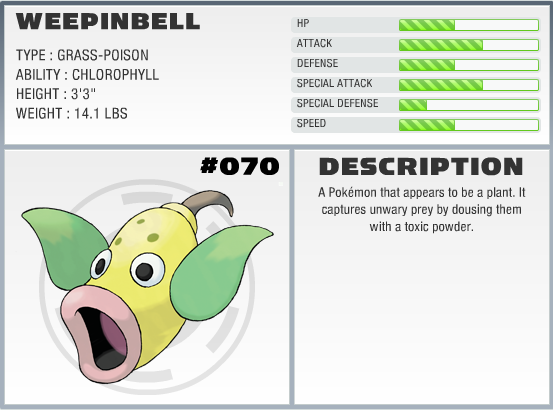 WEEPINBELL
TYPE : GRASS-POISON
ABILITY : CHLOROPHYLL
HEIGHT : 3'3"
WEIGHT : 14.1 LBS
HP
ATTACK
DEFENSE
SPECIAL ATTACK
SPECIAL DEFENSE
SPEED
#070
DESCRIPTION
A Pokémon that appears to be a plant. It
captures unwary prey by dousing them
with a toxic powder.